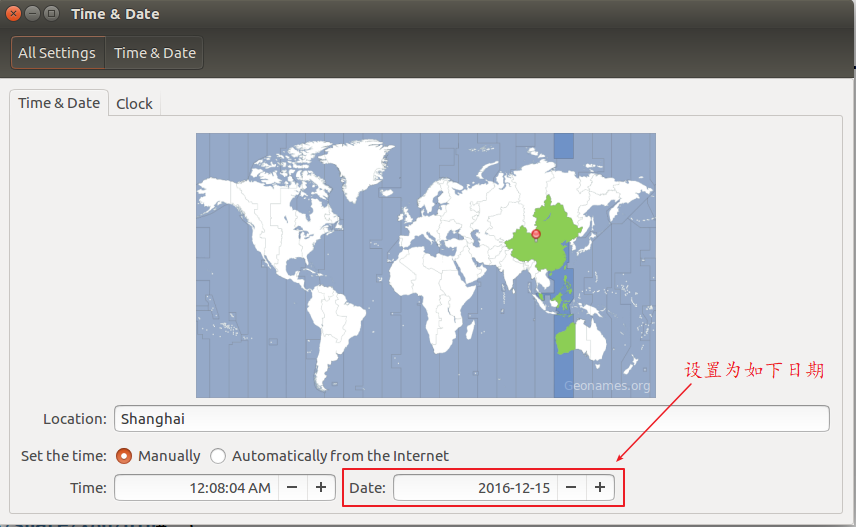 Time & Date
All Settings
Time & Date
Time & Date
Clock
Geonames.org
设置为如下日期
Location:
Shanghai
Set the time:
Manually
Automatically from the Internet
Time:
12:08:04 AM
Date:
2016-12-15